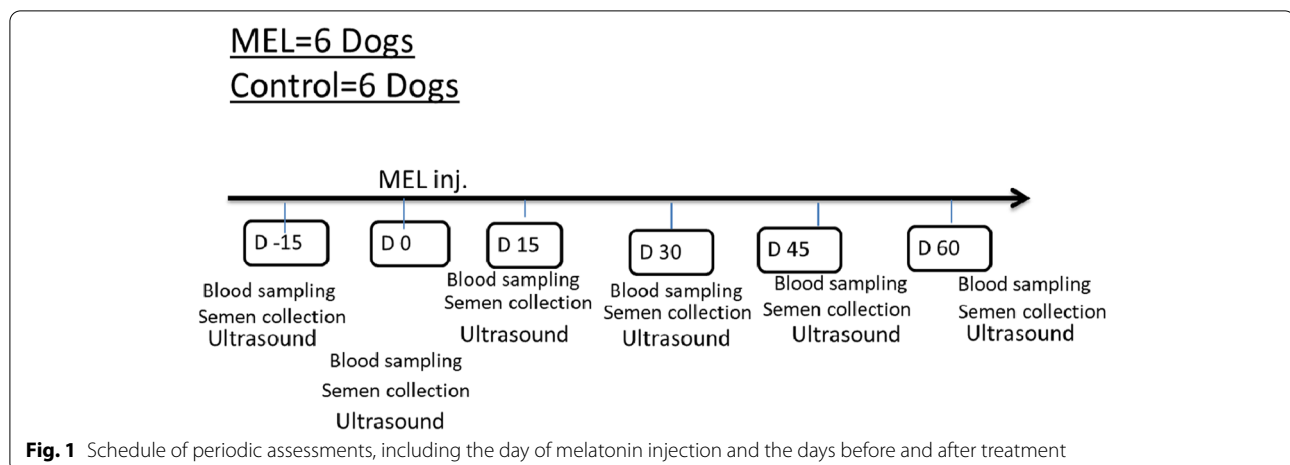 MEL=6 Dogs
Control=6 Dogs
MEL inj.
D -15
D 0
D 15
D 30
D 45
D 60
Blood sampling
Semen collection
Ultrasound
Blood sampling
Semen collection
Ultrasound
Blood sampling
Semen collection
Ultrasound
Blood sampling
Semen collection
Ultrasound
Blood sampling
Semen collection
Ultrasound
Blood sampling
Semen collection
Ultrasound
Fig. 1 Schedule of periodic assessments, including the day of melatonin injection and the days before and after treatment